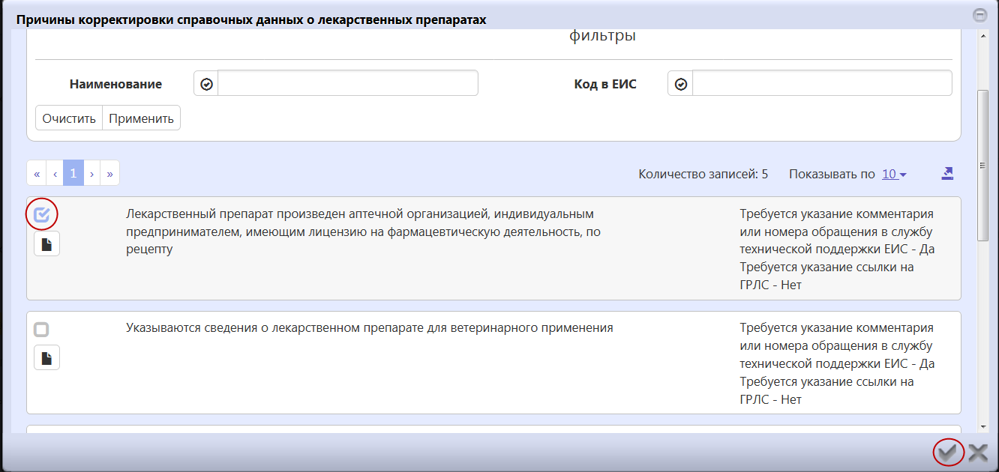 Причины корректировки справочных данных о лекарственных препаратах
фильтры
Наименование
Код в ЕИС
Очистить Применить
« ‹ 1 › »
Количество записей: 5 Показывать по 10
Лекарственный препарат произведен аптечной организацией, индивидуальным
предпринимателем, имеющим лицензию на фармацевтическую деятельность, по
рецепту
Требуется указание комментария
или номера обращения в службу
технической поддержки ЕИС - Да
Требуется указание ссылки на
ГРЛС - Нет
Указываются сведения о лекарственном препарате для ветеринарного применения
Требуется указание комментария
или номера обращения в службу
технической поддержки ЕИС - Да
Требуется указание ссылки на
ГРЛС - Нет